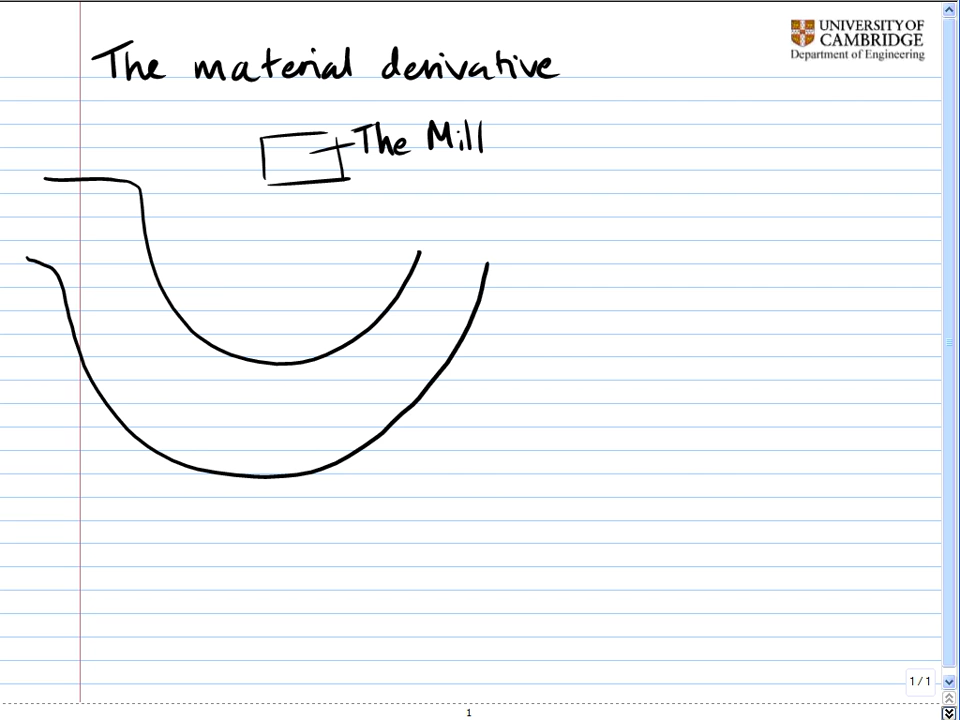 UNIVERSITY OF
CAMBRIDGE
Department of Engineering
The material derivative
The Mill
1 / 1
1